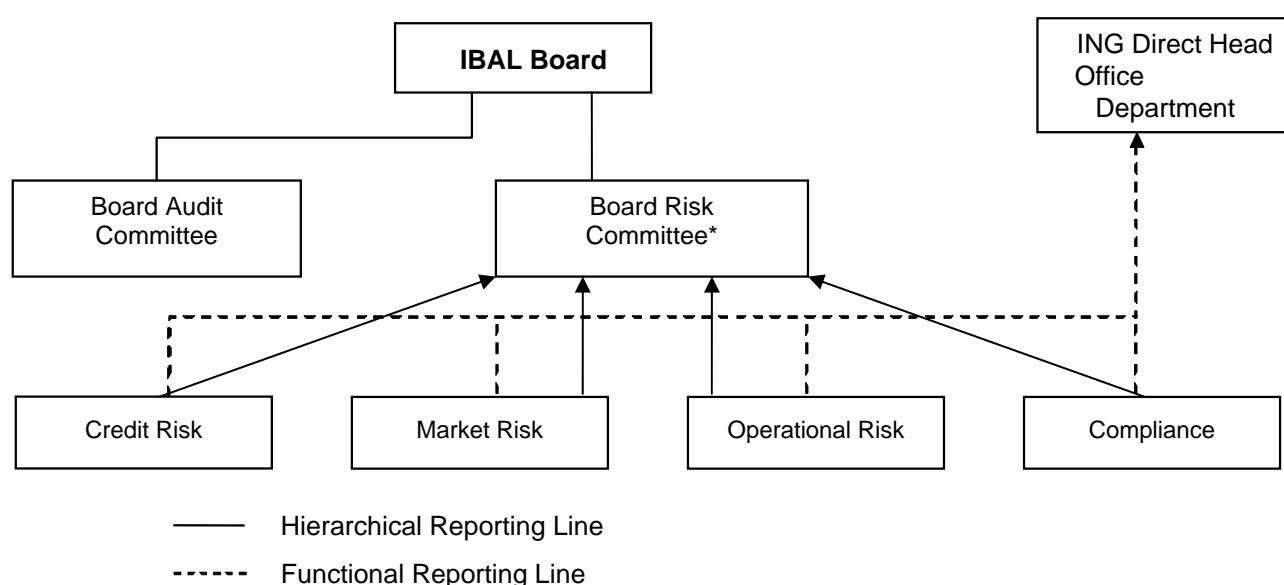 IBAL Board
ING Direct Head
Office
Department
Board Audit
Committee
Board Risk
Committee*
Credit Risk
Market Risk
Operational Risk
Compliance
Hierarchical Reporting Line
Functional Reporting Line